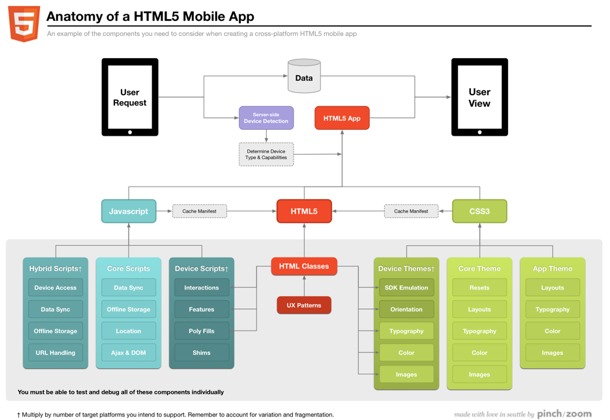 Anatomy of a HTML5 Mobile App
An example of the components you need to consider when creating a cross-platform HTML5 mobile app
User
Request
Data
User
View
Server-side
Device Detection
HTML5 App
Determine Device
Type & Capabilities
Javascript
Cache Manifest
HTML5
Cache Manifest
CSS3
Hybrid Scripts†
Device Access
Data Sync
Offline Storage
URL Handling
Core Scripts
Data Sync
Offline Storage
Location
Ajax & DOM
Device Scripts†
Interactions
Features
Poly Fills
Shims
HTML Classes
UX Patterns
Device Themes†
SDK Emulation
Orientation
Typography
Color
Images
Core Theme
Resets
Layouts
Typography
Color
Images
App Theme
Layouts
Typography
Color
Images
You must be able to test and debug all of these components individually
† Multiply by number of target platforms you intend to support. Remember to account for variation and fragmentation.
made with love in seattle by pinch/zoom